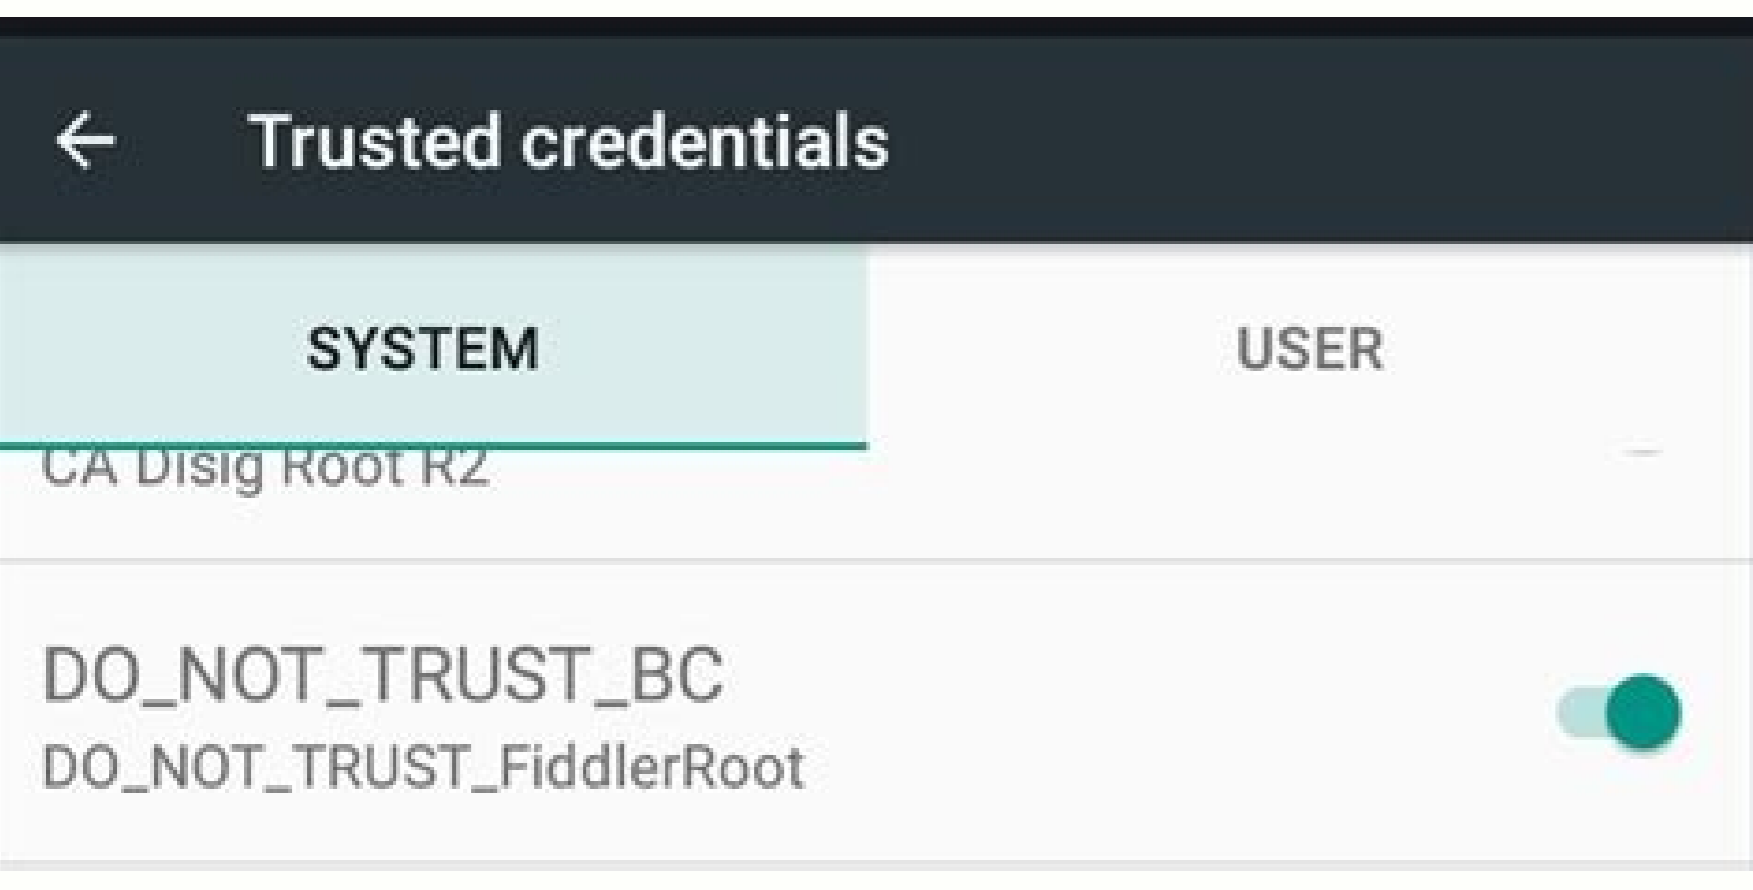 Trusted credentials
SYSTEM
USER
CA Disig Root R2
DO_NOT_TRUST_BC
DO_NOT_TRUST_FiddlerRoot